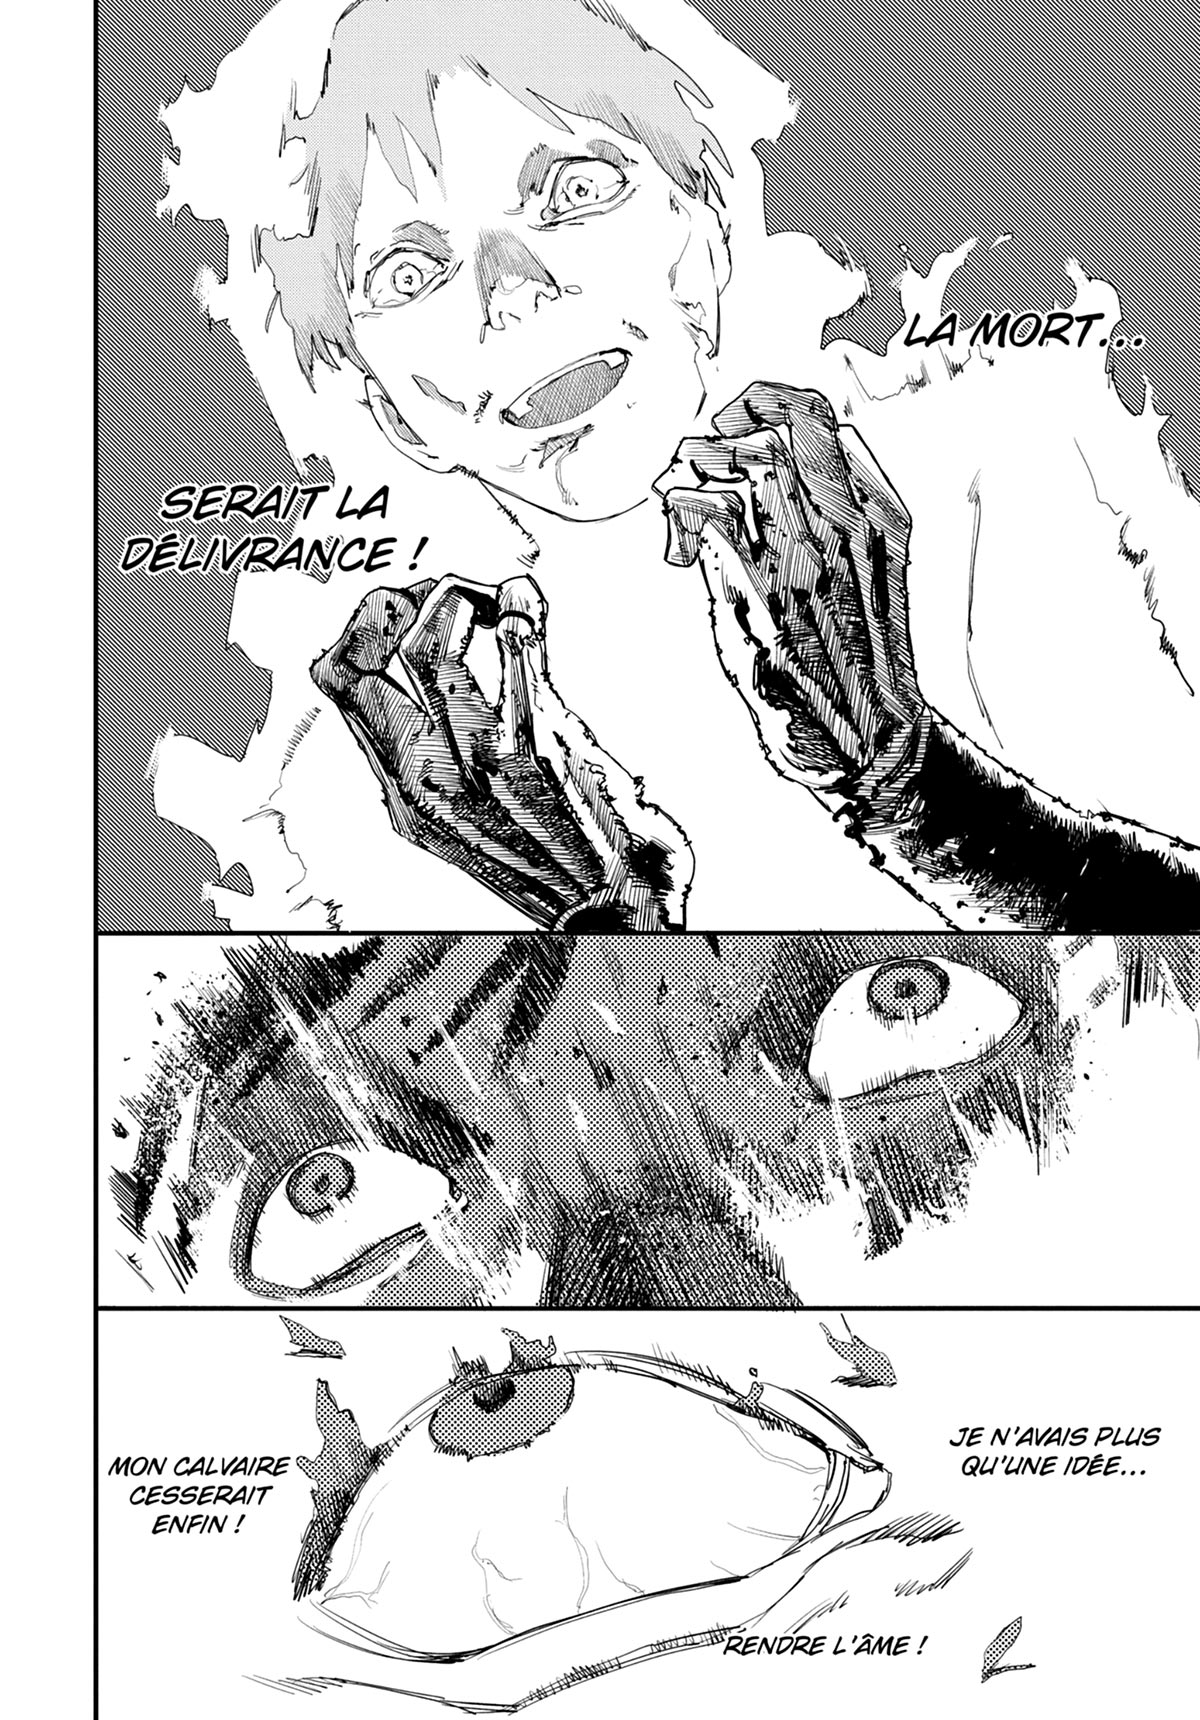 LA MORT...
SERAIT LA
DÉLIVRANCE !
JE N'AVAIS PLUS
QU'UNE IDÉE...
RENDRE L'ÂME !
MON CALVAIRE
CESSERAIT
ENFIN !